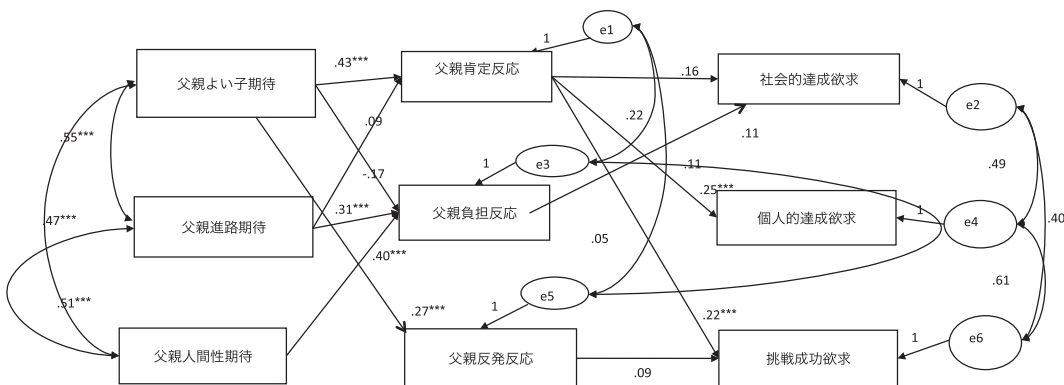 e1
1
父親よい子期待
.43***
父親肯定反応
.16
社会的達成欲求
1
e2
.55***
.09
.22
.11
-.17
1
e3
.11
.49
父親進路期待
.31***
父親負担反応
.25***
個人的達成欲求
1
e4
.47***
.40***
.05
.40
.51***
.27***
1
e5
.22***
.61
父親人間性期待
父親反発反応
.09
挑戦成功欲求
1
e6